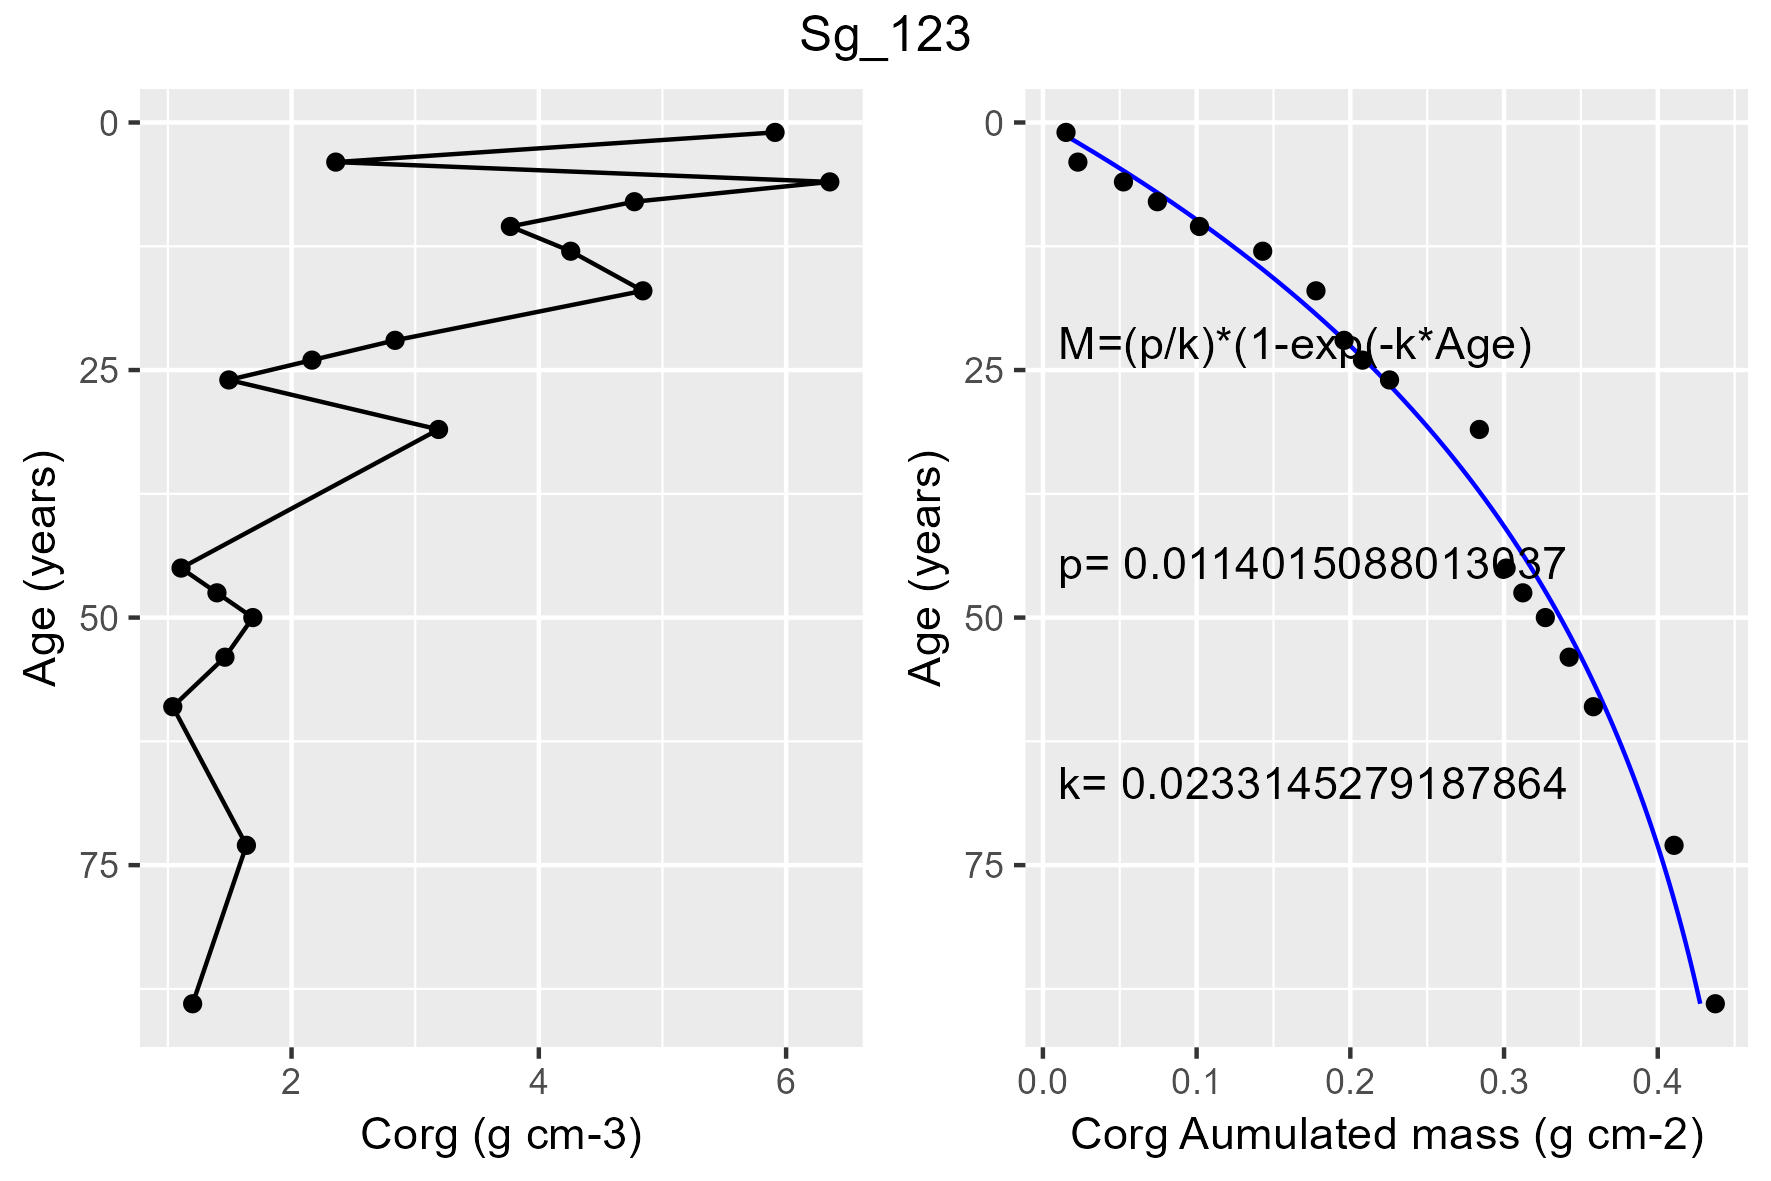 Sg_123
0
25
50
75
Age (years)
2
4
6
Corg (g cm-3)
0
25
50
75
Age (years)
M=(p/k)*(1-exp(-k*Age)
p= 0.0114015088013037
k= 0.0233145279187864
0.0
0.1
0.2
0.3
0.4
Corg Aumulated mass (g cm-2)